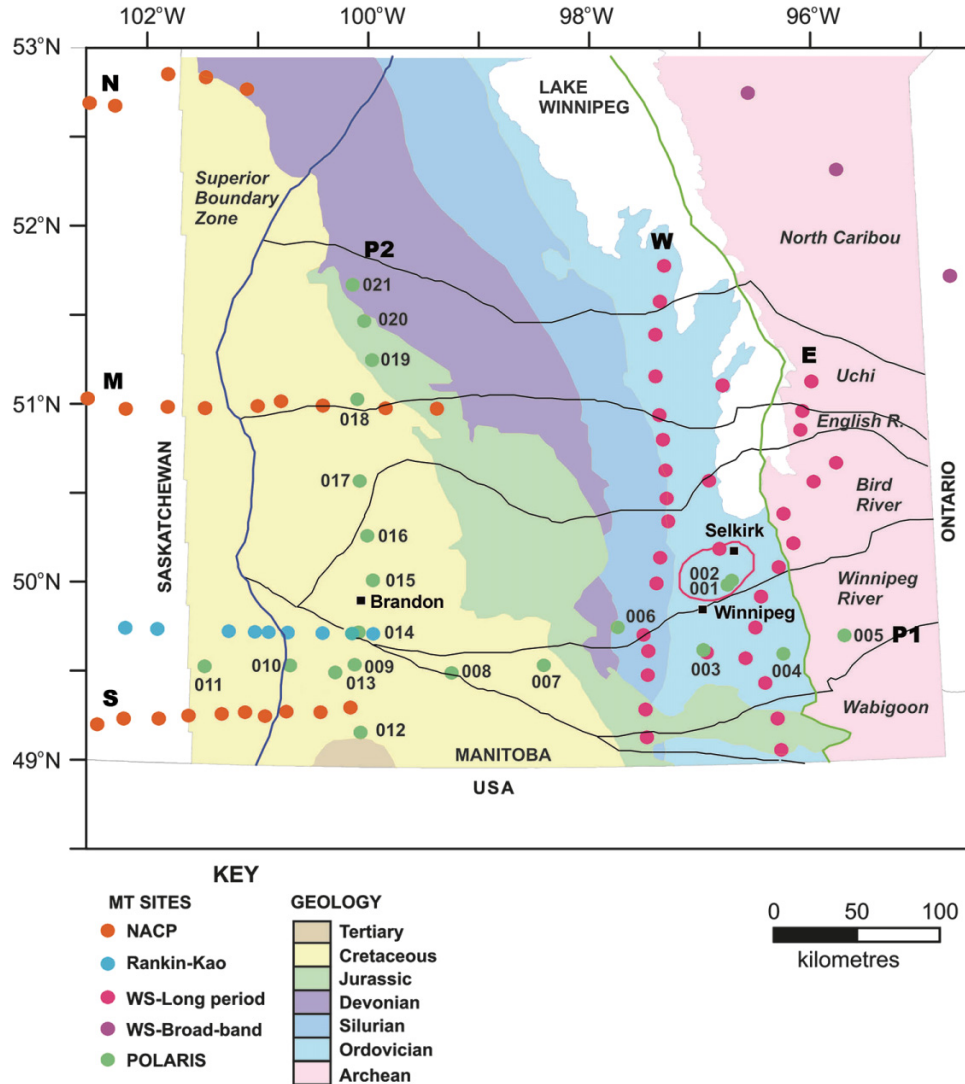 102°W 100°W 98°W 96°W
53°N
N
LAKE
WINNIPEG
Superior
Boundary
Zone
52°N
North Caribou
P2
W
021
020
019
E
Uchi
M
51°N
English R.
018
017
Bird
River
SASKATCHEWAN
ONTARIO
016
Selkirk
50°N
015
002
001
Brandon
Winnipeg
Winnipeg
River
014
006
005
P1
003
004
011
010
009
013
008
007
S
Wabigoon
012
49°N
MANITOBA
USA
KEY
MT SITES
NACP
Rankin-Kao
WS-Long period
WS-Broad-band
POLARIS
GEOLOGY
Tertiary
Cretaceous
Jurassic
Devonian
Silurian
Ordovician
Archean
0 50 100
kilometres